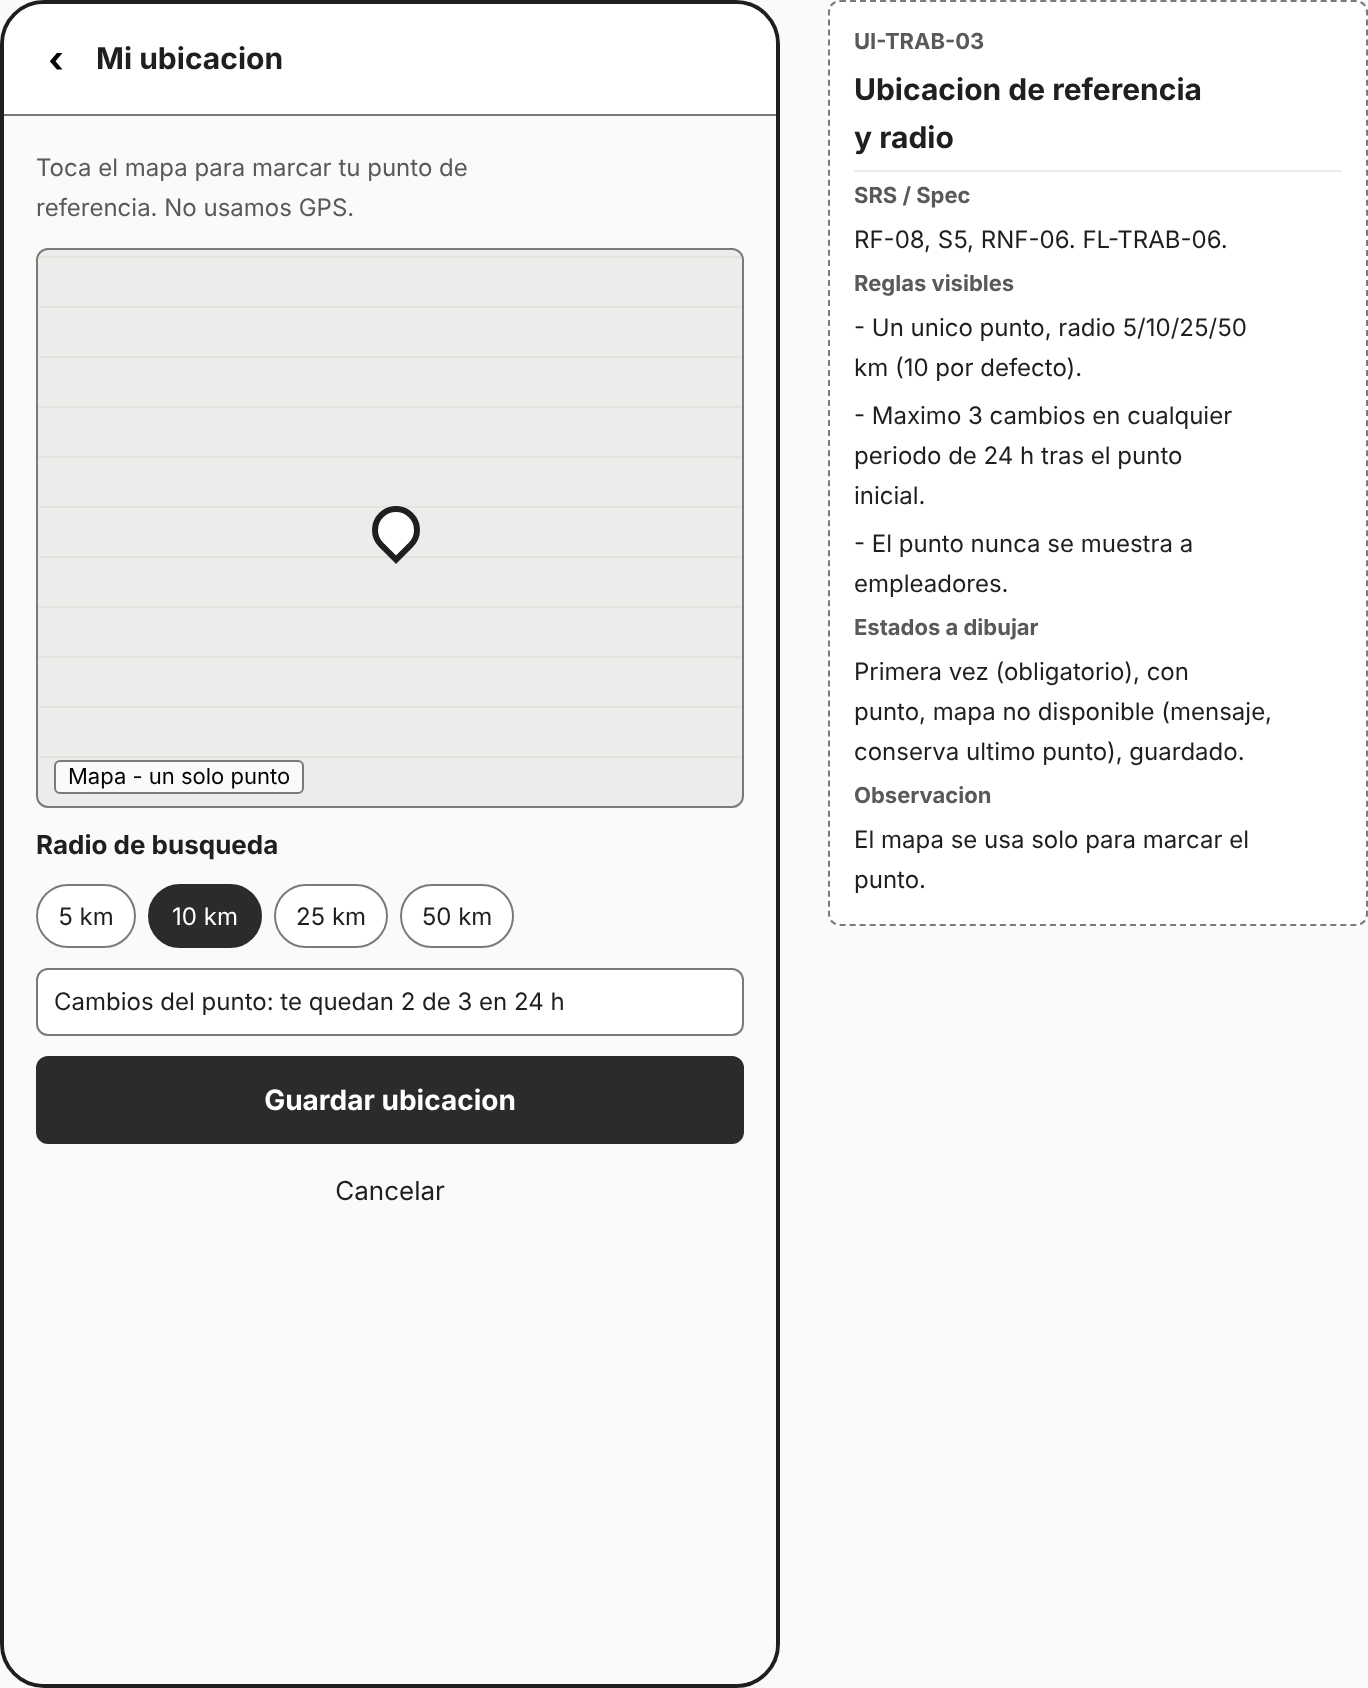 ‹ Mi ubicacion
Toca el mapa para marcar tu punto de
referencia. No usamos GPS.
Mapa - un solo punto
Radio de busqueda
5 km 10 km 25 km 50 km
Cambios del punto: te quedan 2 de 3 en 24 h
Guardar ubicacion
Cancelar
UI-TRAB-03
Ubicacion de referencia
y radio
SRS / Spec
RF-08, S5, RNF-06. FL-TRAB-06.
Reglas visibles
- Un unico punto, radio 5/10/25/50
km (10 por defecto).
- Maximo 3 cambios en cualquier
periodo de 24 h tras el punto
inicial.
- El punto nunca se muestra a
empleadores.
Estados a dibujar
Primera vez (obligatorio), con
punto, mapa no disponible (mensaje,
conserva ultimo punto), guardado.
Observacion
El mapa se usa solo para marcar el
punto.